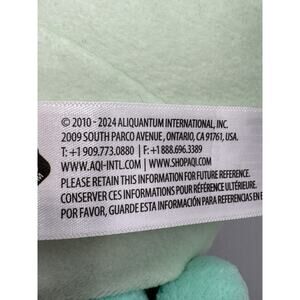 © 2010 - 2024 ALIQUANTUM INTERNATIONAL, INC.
2009 SOUTH PARCO AVENUE, ONTARIO, CA 91761, USA.
T: +1 909.773.0880 | F: +1 888.696.3389
WWW.AQI-INTL.COM | WWW.SHOPAQI.COM
PLEASE RETAIN THIS INFORMATION FOR FUTURE REFERENCE.
CONSERVER CES INFORMATIONS POUR RÉFÉRENCE ULTÉRIEURE.
POR FAVOR, GUARDE ESTA INFORMACIÓN PARA REFERENCIAS EN